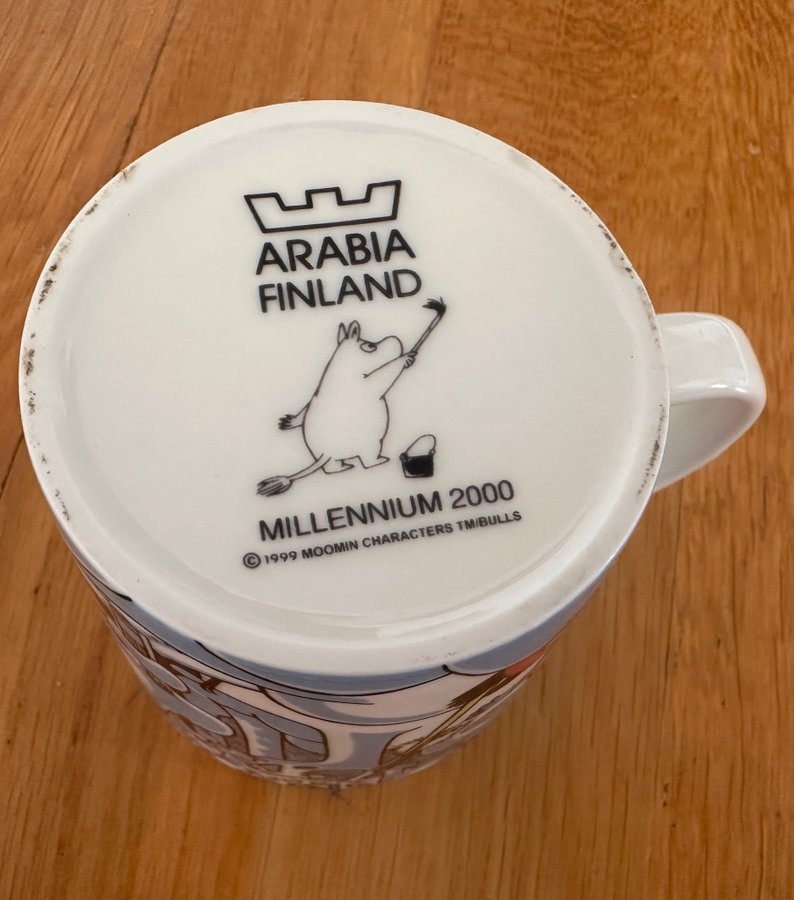 ARABIA
FINLAND
MILLENNIUM 2000
© 1999 MOOMIN CHARACTERS TM/BULLS